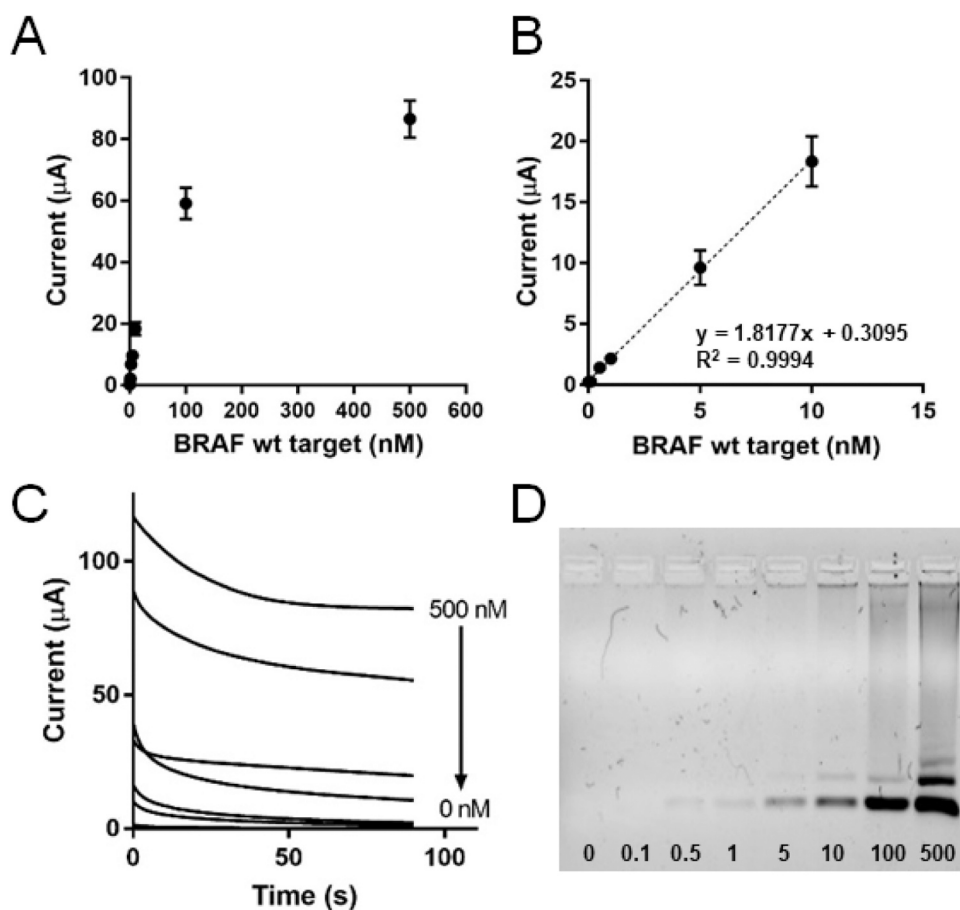 A
100
80
60
40
20
0
Current (μA)
0 100 200 300 400 500 600
BRAF wt target (nM)
B
25
20
15
10
5
0
Current (μA)
y = 1.8177x + 0.3095
R² = 0.9994
0 5 10 15
BRAF wt target (nM)
C
100
50
0
Current (μA)
500 nM
0 nM
0 50 100
Time (s)
D
0 0.1 0.5 1 5 10 100 500